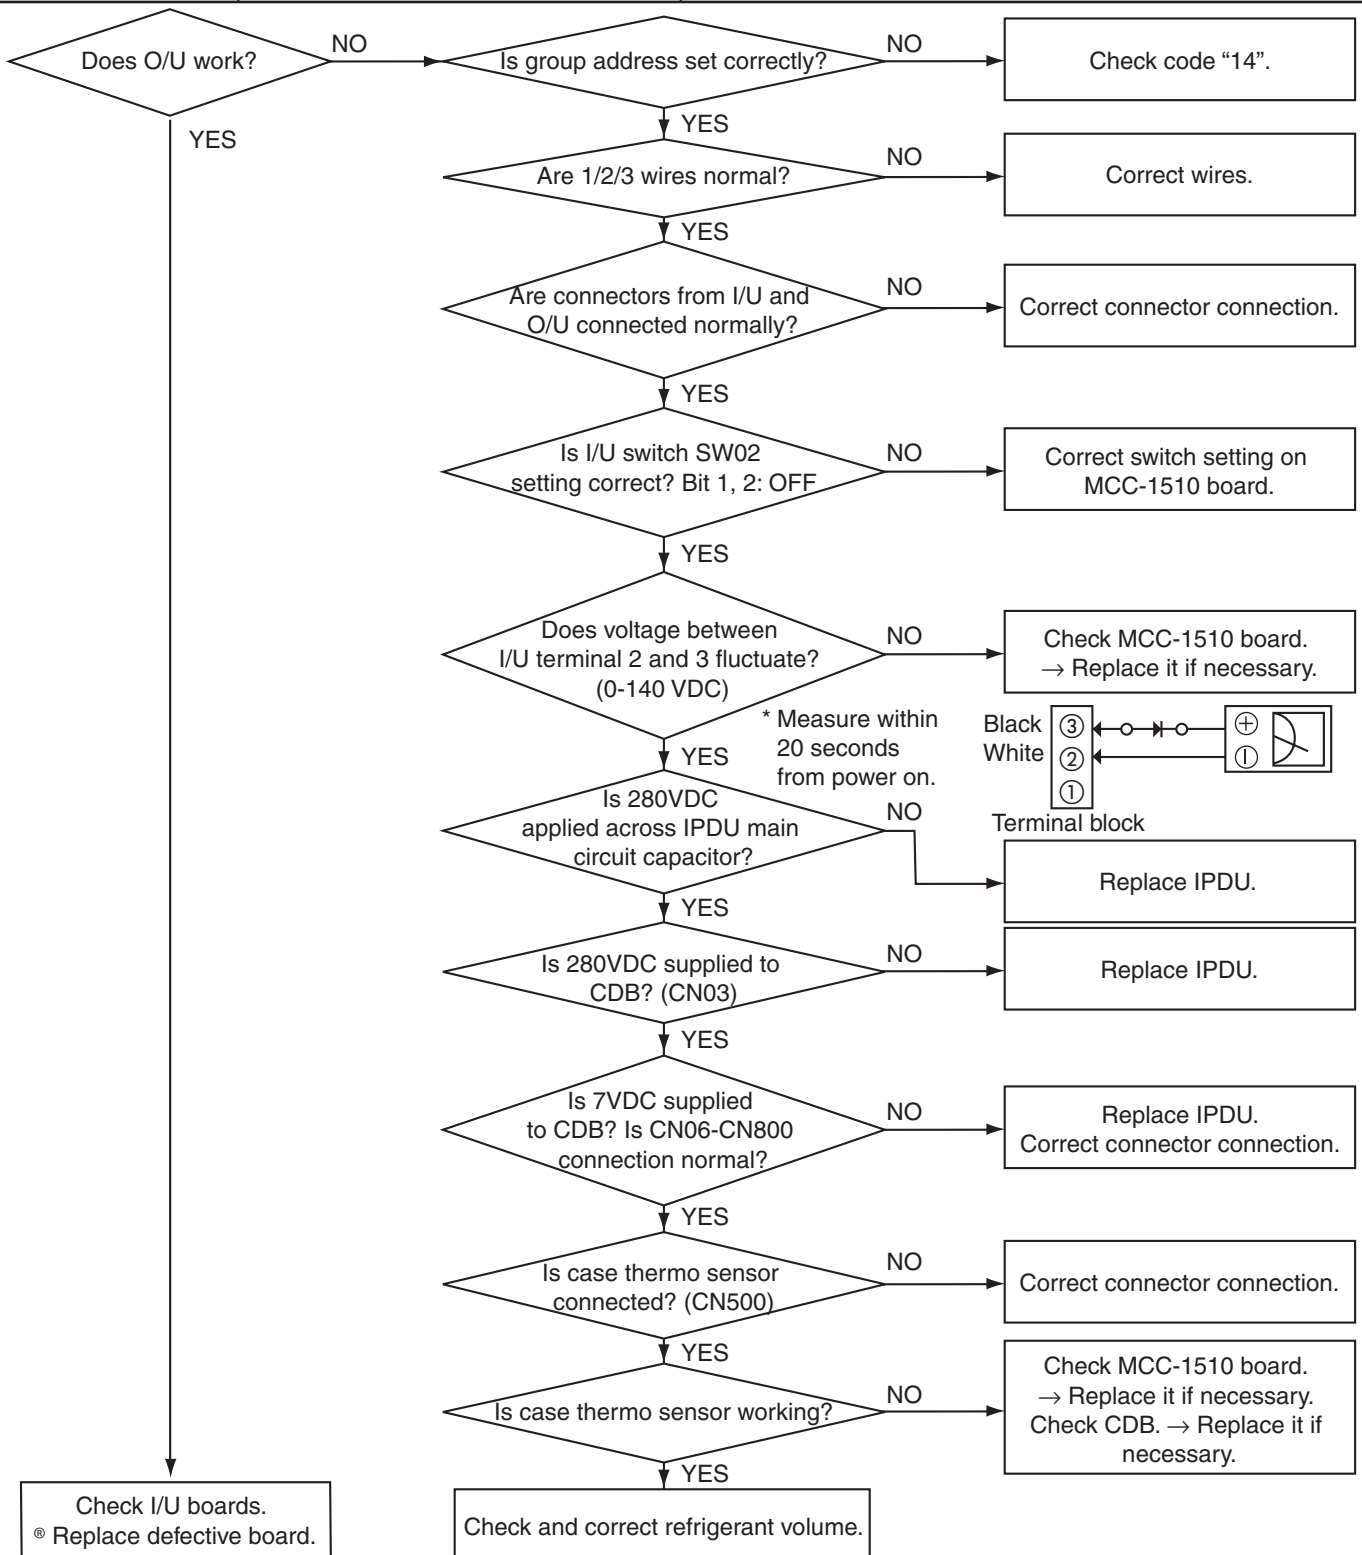 Does O/U work?
NO
YES
Is group address set correctly?
NO
Check code “14”.
YES
Are 1/2/3 wires normal?
NO
Correct wires.
YES
Are connectors from I/U and
O/U connected normally?
NO
Correct connector connection.
YES
Is I/U switch SW02
setting correct? Bit 1, 2: OFF
NO
Correct switch setting on
MCC-1510 board.
YES
Does voltage between
I/U terminal 2 and 3 fluctuate?
(0-140 VDC)
NO
Check MCC-1510 board.
→ Replace it if necessary.
* Measure within
20 seconds
from power on.
Black ③
White ②
①
Terminal block
YES
Is 280VDC
applied across IPDU main
circuit capacitor?
NO
Replace IPDU.
YES
Is 280VDC supplied to
CDB? (CN03)
NO
Replace IPDU.
YES
Is 7VDC supplied
to CDB? Is CN06-CN800
connection normal?
NO
Replace IPDU.
Correct connector connection.
YES
Is case thermo sensor
connected? (CN500)
NO
Correct connector connection.
YES
Is case thermo sensor working?
NO
Check MCC-1510 board.
→ Replace it if necessary.
Check CDB. → Replace it if
necessary.
YES
Check and correct refrigerant volume.
Check I/U boards.
® Replace defective board.